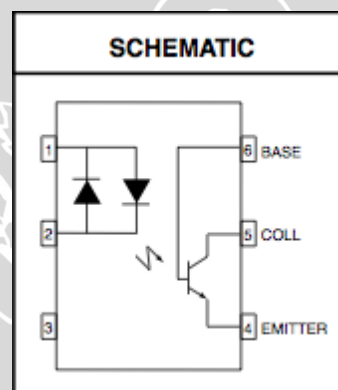 SCHEMATIC
1
6 BASE
2
5 COLL
3
4 EMITTER